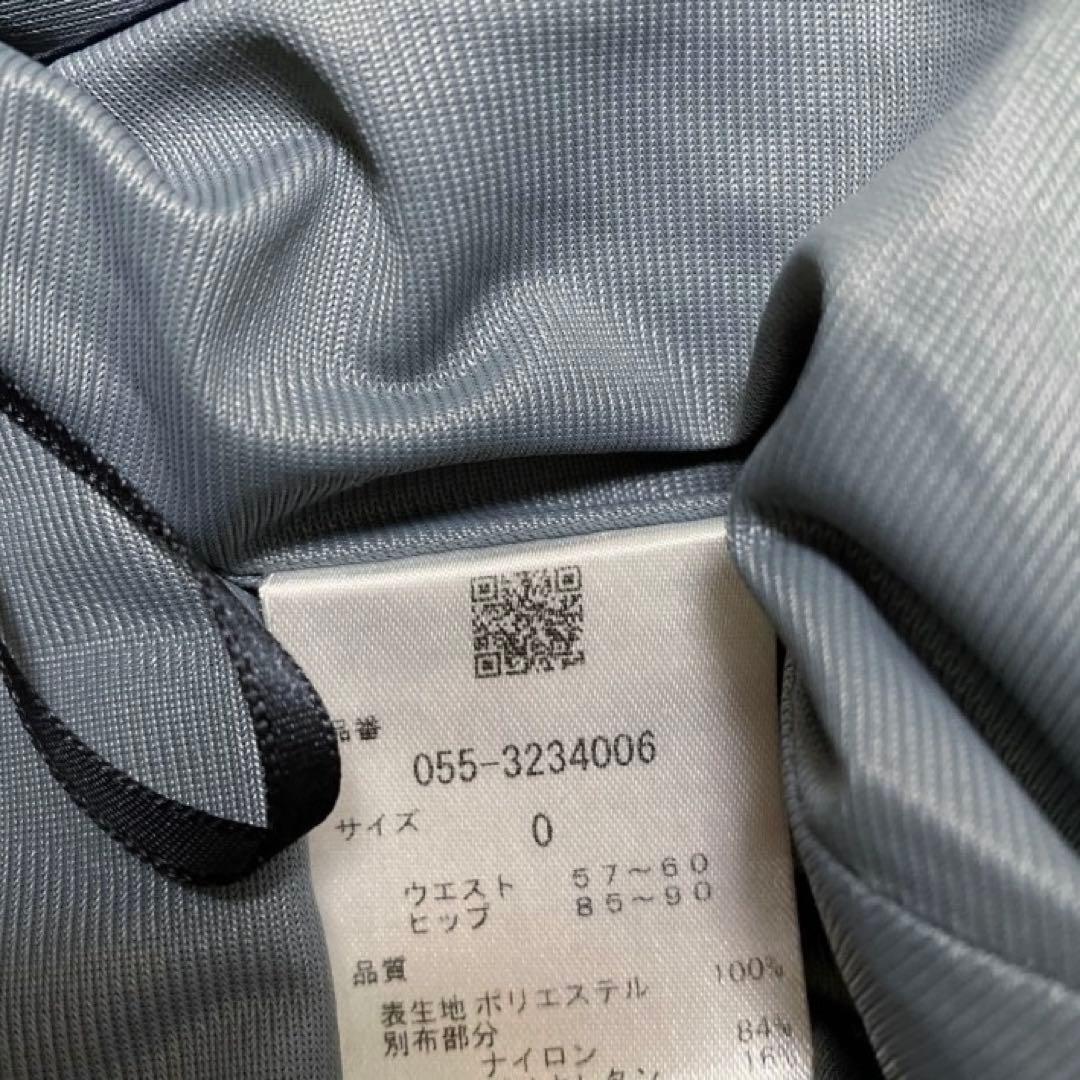 品番
055-3234006
サイズ 0
ウエスト 57～60
ヒップ 85～90
品質
表生地 ポリエステル 100%
別布部分
ナイロン 84%
16%